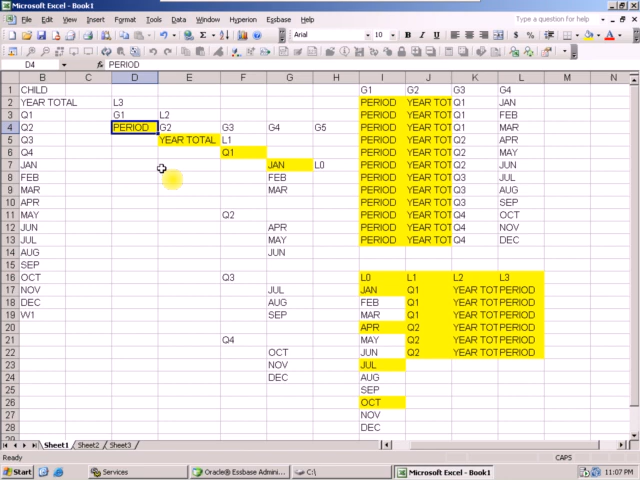 Microsoft Excel - Book1
File Edit View Insert Format Tools Data Window Hyperion Essbase Help
Type a question for help
Arial 10 B I U
D4 fx PERIOD
B C D E F G H I J K L M N
1 CHILD G1 G2 G3 G4
2 YEAR TOTAL L3 PERIOD YEAR TOT Q1 JAN
3 Q1 G1 L2 PERIOD YEAR TOT Q1 FEB
4 Q2 PERIOD G2 G3 G4 G5 PERIOD YEAR TOT Q1 MAR
5 Q3 YEAR TOTAL L1 PERIOD YEAR TOT Q2 APR
6 Q4 Q1 PERIOD YEAR TOT Q2 MAY
7 JAN JAN L0 PERIOD YEAR TOT Q2 JUN
8 FEB FEB PERIOD YEAR TOT Q3 JUL
9 MAR MAR PERIOD YEAR TOT Q3 AUG
10 APR PERIOD YEAR TOT Q3 SEP
11 MAY Q2 PERIOD YEAR TOT Q4 OCT
12 JUN APR PERIOD YEAR TOT Q4 NOV
13 JUL MAY PERIOD YEAR TOT Q4 DEC
14 AUG JUN
15 SEP
16 OCT Q3 L0 L1 L2 L3
17 NOV JUL JAN Q1 YEAR TOT PERIOD
18 DEC AUG FEB Q1 YEAR TOT PERIOD
19 W1 SEP MAR Q1 YEAR TOT PERIOD
20 APR Q2 YEAR TOT PERIOD
21 Q4 MAY Q2 YEAR TOT PERIOD
22 OCT JUN Q2 YEAR TOT PERIOD
23 NOV JUL
24 DEC AUG
25 SEP
26 OCT
27 NOV
28 DEC
29
Sheet1 Sheet2 Sheet3
Ready CAPS
Start Services Oracle® Essbase Admini... C:\ Microsoft Excel - Book1 11:07 PM